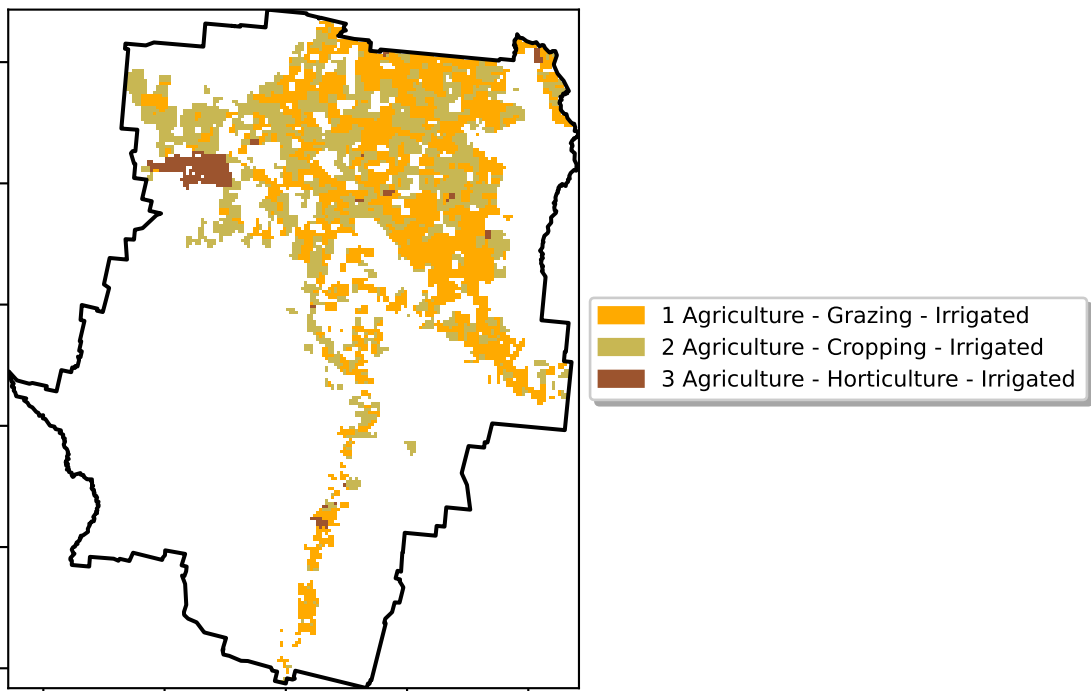 1 Agriculture - Grazing - Irrigated
2 Agriculture - Cropping - Irrigated
3 Agriculture - Horticulture - Irrigated